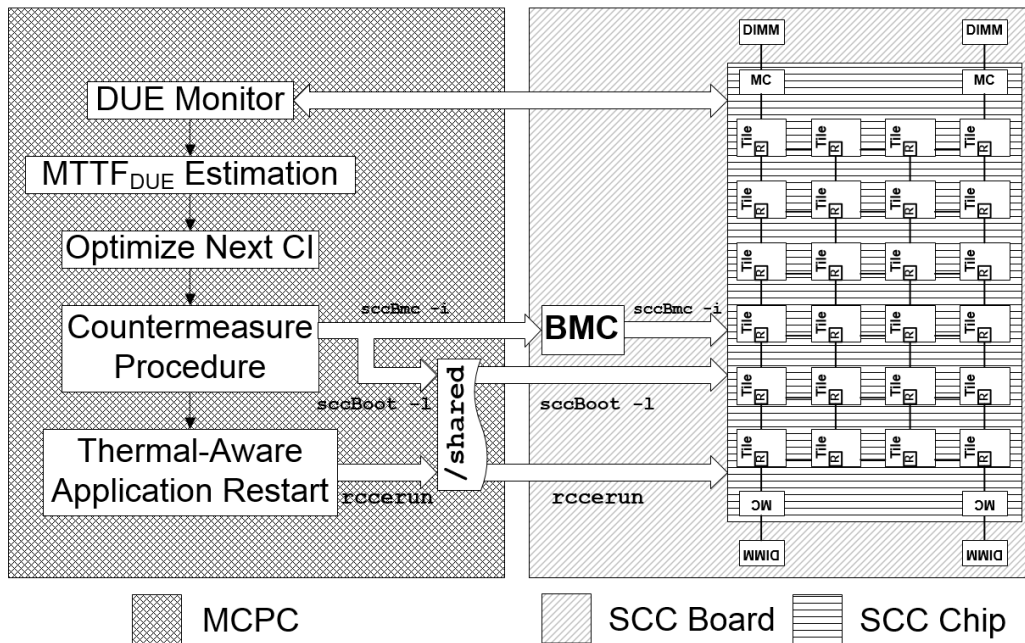 DUE Monitor
MTTFDUE Estimation
Optimize Next CI
Countermeasure
Procedure
Thermal-Aware
Application Restart
sccBmc -i
sccBoot -l
rccerun
/shared
BMC
sccBmc -i
sccBoot -l
rccerun
DIMM DIMM
MC MC
Tile R Tile R Tile R Tile R
Tile R Tile R Tile R Tile R
Tile R Tile R Tile R Tile R
Tile R Tile R Tile R Tile R
Tile R Tile R Tile R Tile R
Tile R Tile R Tile R Tile R
MC MC
DIMM DIMM
MCPC
SCC Board
SCC Chip